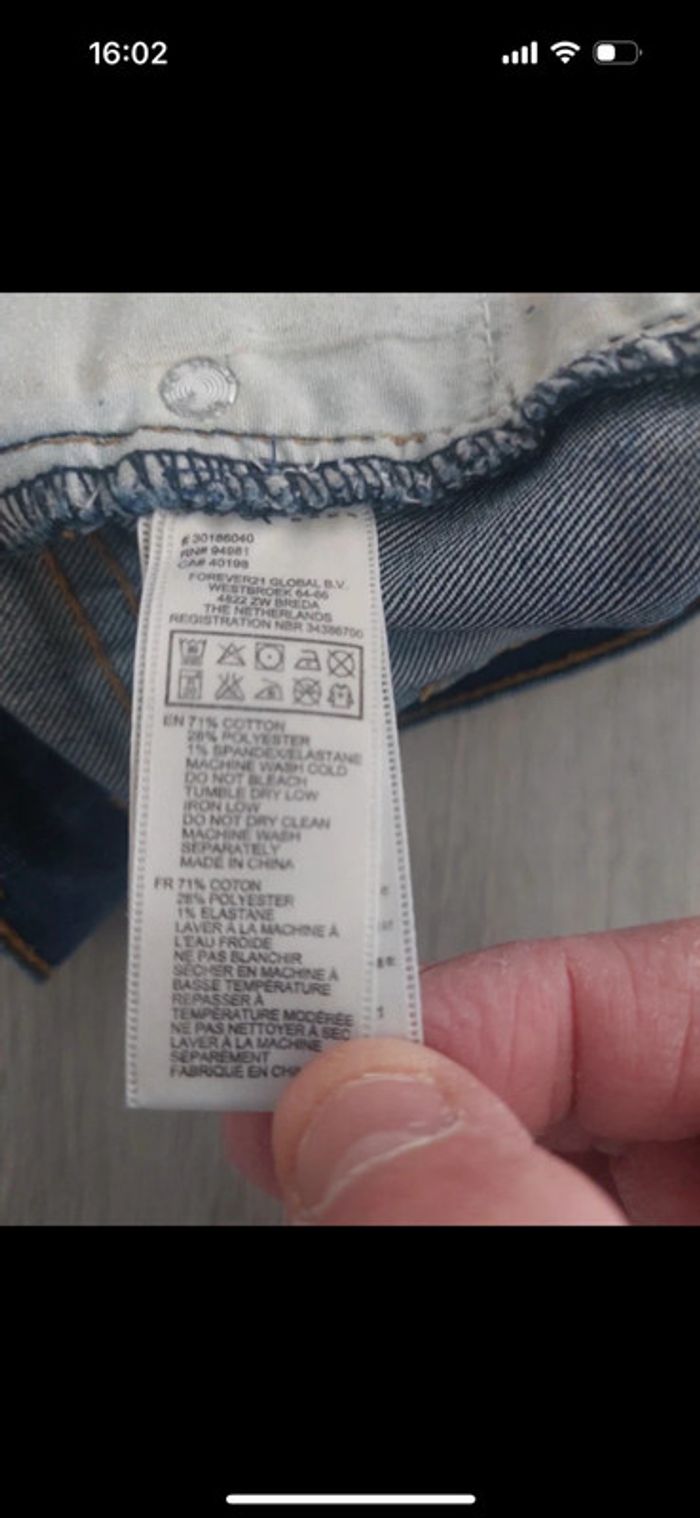 16:02
# 30186040
RN# 94981
CA# 40198
FOREVER21 GLOBAL B.V.
WESTBROEK 64-66
4822 ZW BREDA
THE NETHERLANDS
REGISTRATION NBR 34386700
EN 71% COTTON
28% POLYESTER
1% SPANDEX/ELASTANE
MACHINE WASH COLD
DO NOT BLEACH
TUMBLE DRY LOW
IRON LOW
DO NOT DRY CLEAN
MACHINE WASH
SEPARATELY
MADE IN CHINA
FR 71% COTON
28% POLYESTER
1% ELASTANE
LAVER À LA MACHINE À
L'EAU FROIDE
NE PAS BLANCHIR
SÉCHER EN MACHINE À
BASSE TEMPÉRATURE
REPASSER À
TEMPÉRATURE MODÉRÉE
NE PAS NETTOYER À SEC
LAVER À LA MACHINE
SÉPARÉMENT
FABRIQUÉ EN